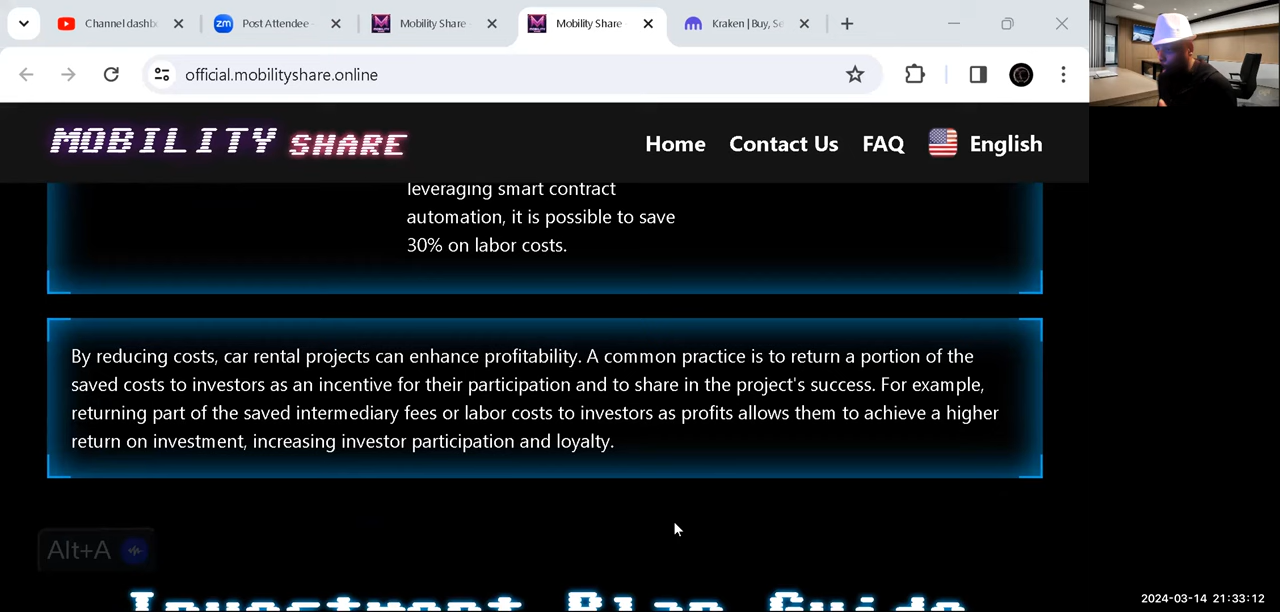 Channel dashb
Post Attendee
Mobility Share
Mobility Share
Kraken | Buy, Se
official.mobilityshare.online
MOBILITY SHARE
Home
Contact Us
FAQ
English
leveraging smart contract
automation, it is possible to save
30% on labor costs.
By reducing costs, car rental projects can enhance profitability. A common practice is to return a portion of the
saved costs to investors as an incentive for their participation and to share in the project's success. For example,
returning part of the saved intermediary fees or labor costs to investors as profits allows them to achieve a higher
return on investment, increasing investor participation and loyalty.
Alt+A
Investment Plan Guide
2024-03-14 21:33:12